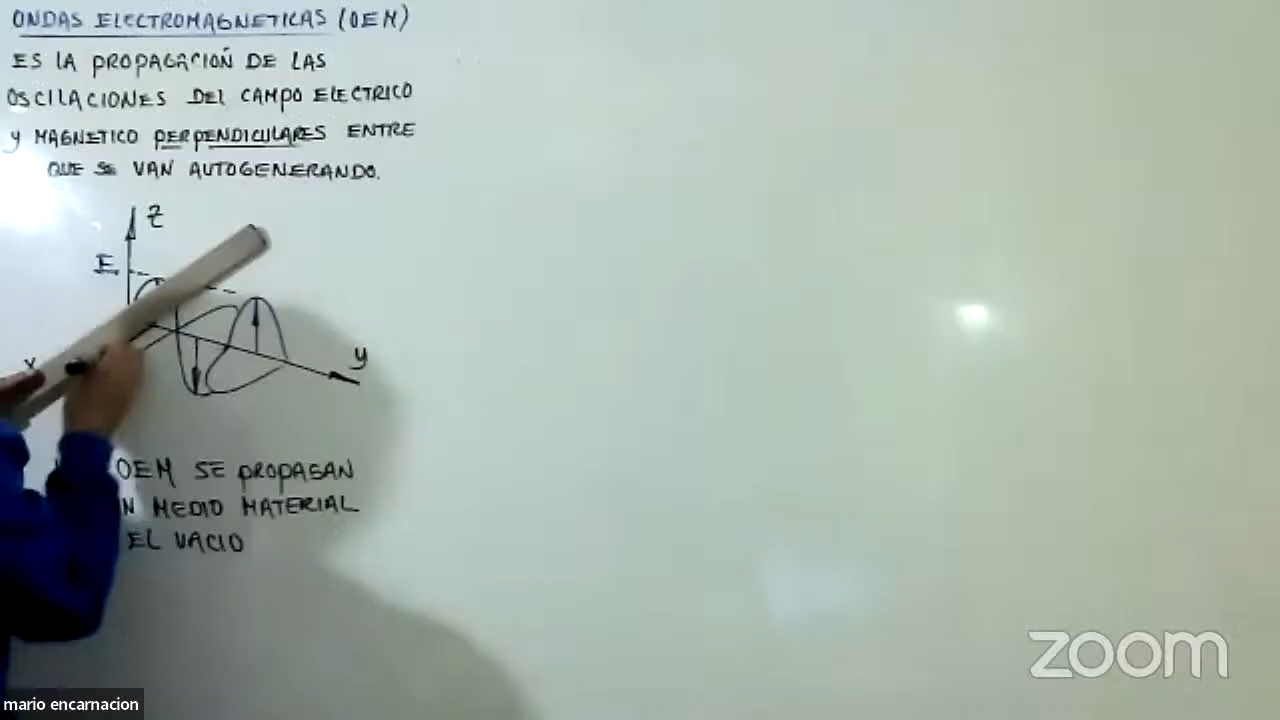 ONDAS ELECTROMAGNETICAS (OEM)
ES LA PROPAGACIÓN DE LAS
OSCILACIONES DEL CAMPO ELECTRICO
y MAGNETICO PERPENDICULARES ENTRE
QUE SE VAN AUTOGENERANDO.
Z
E
x
y
OEM SE PROPAGAN
N MEDIO MATERIAL
EL VACIO
zoom
mario encarnacion